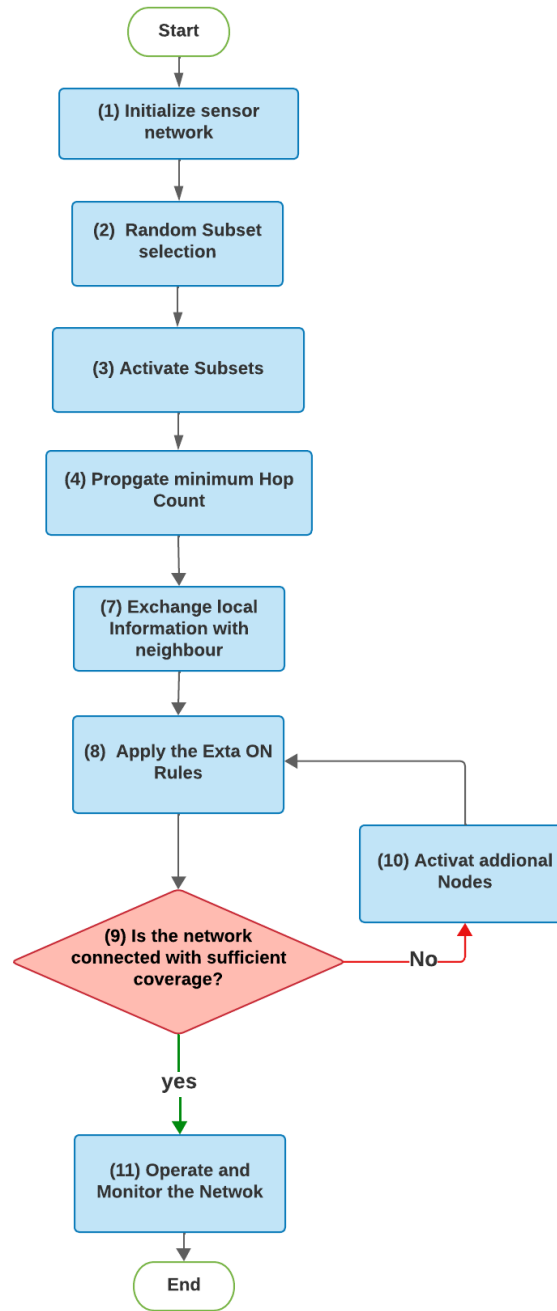 Start
(1) Initialize sensor
network
(2) Random Subset
selection
(3) Activate Subsets
(4) Propgate minimum Hop
Count
(7) Exchange local
Information with
neighbour
(8) Apply the Exta ON
Rules
(10) Activat addional
Nodes
(9) Is the network
connected with sufficient
coverage?
No
yes
(11) Operate and
Monitor the Netwok
End